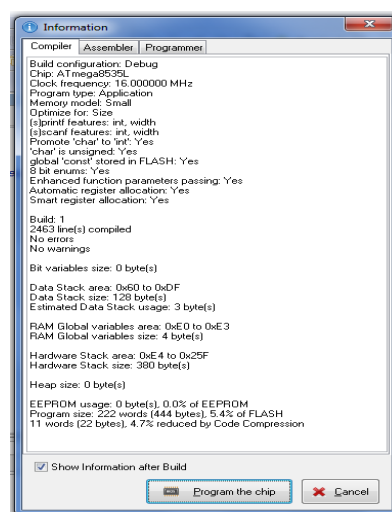 Information
Compiler Assembler Programmer
Build configuration: Debug
Chip: ATmega8535L
Clock frequency: 16.000000 MHz
Program type: Application
Memory model: Small
Optimize for: Size
(s)printf features: int, width
(s)scanf features: int, width
Promote 'char' to 'int': Yes
'char' is unsigned: Yes
global 'const' stored in FLASH: Yes
8 bit enums: Yes
Enhanced function parameters passing: Yes
Automatic register allocation: Yes
Smart register allocation: Yes
Build: 1
2463 line(s) compiled
No errors
No warnings
Bit variables size: 0 byte(s)
Data Stack area: 0x60 to 0xDF
Data Stack size: 128 byte(s)
Estimated Data Stack usage: 3 byte(s)
RAM Global variables area: 0xE0 to 0xE3
RAM Global variables size: 4 byte(s)
Hardware Stack area: 0xE4 to 0x25F
Hardware Stack size: 380 byte(s)
Heap size: 0 byte(s)
EEPROM usage: 0 byte(s), 0.0% of EEPROM
Program size: 222 words (444 bytes), 5.4% of FLASH
11 words (22 bytes), 4.7% reduced by Code Compression
Show Information after Build
Program the chip Cancel